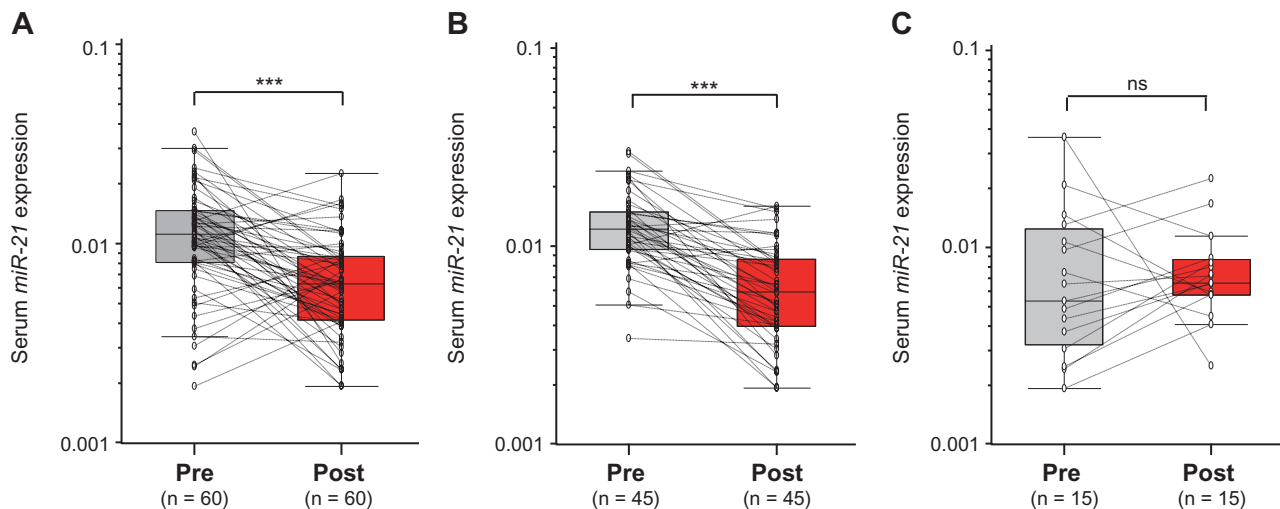 A
Serum miR-21 expression
0.1
0.01
0.001
***
Pre
(n = 60)
Post
(n = 60)
B
Serum miR-21 expression
0.1
0.01
0.001
***
Pre
(n = 45)
Post
(n = 45)
C
Serum miR-21 expression
0.1
0.01
0.001
ns
Pre
(n = 15)
Post
(n = 15)